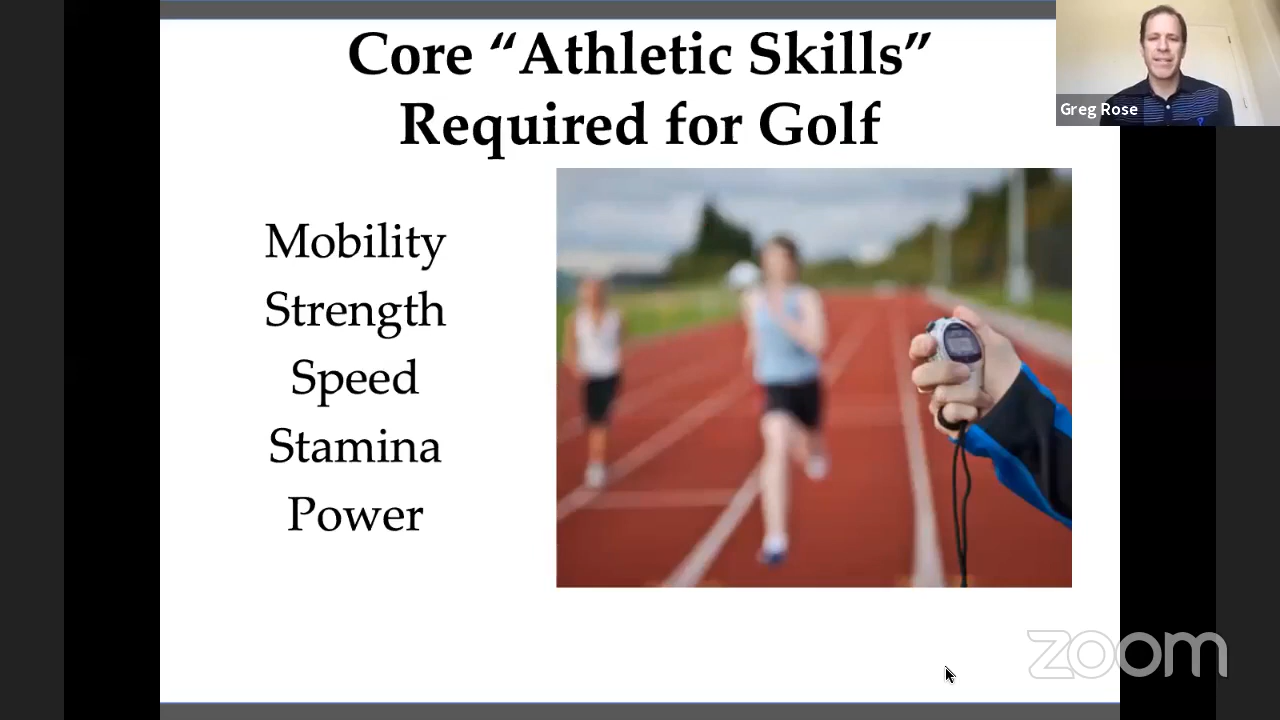 Core “Athletic Skills”
Required for Golf
Greg Rose
Mobility
Strength
Speed
Stamina
Power
zoom